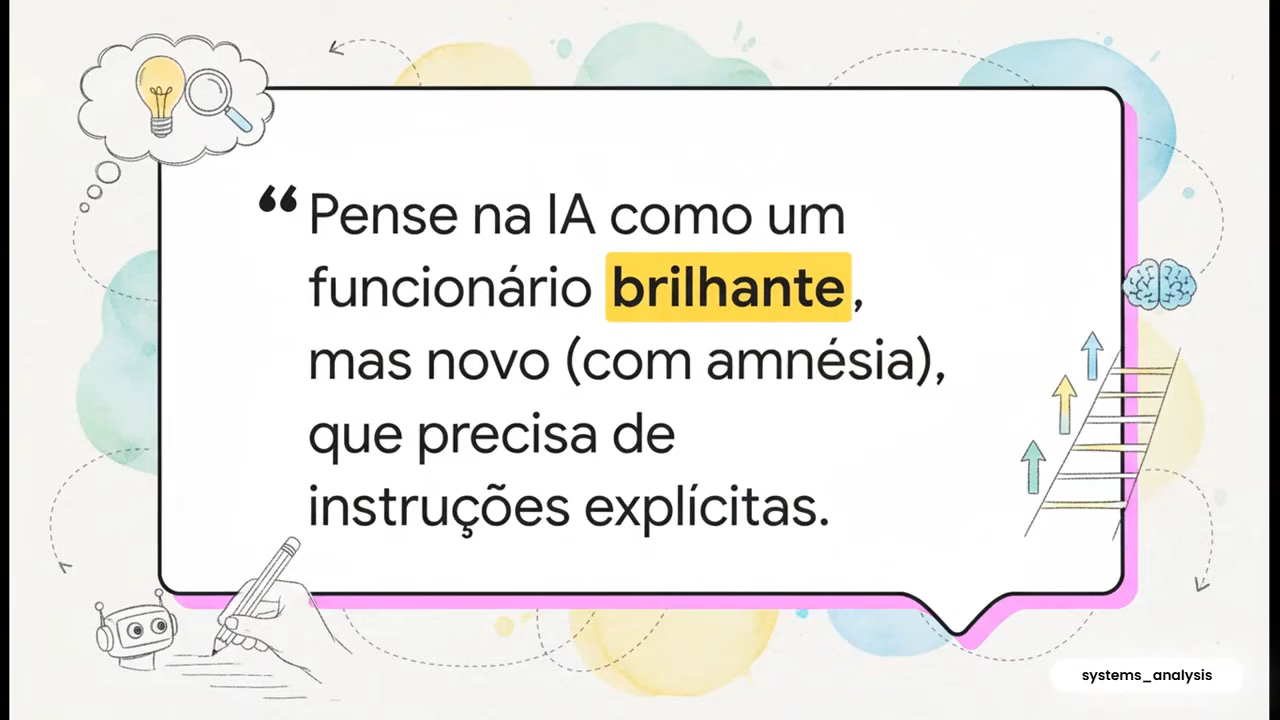 “Pense na IA como um
funcionário brilhante,
mas novo (com amnésia),
que precisa de
instruções explícitas.
systems_analysis